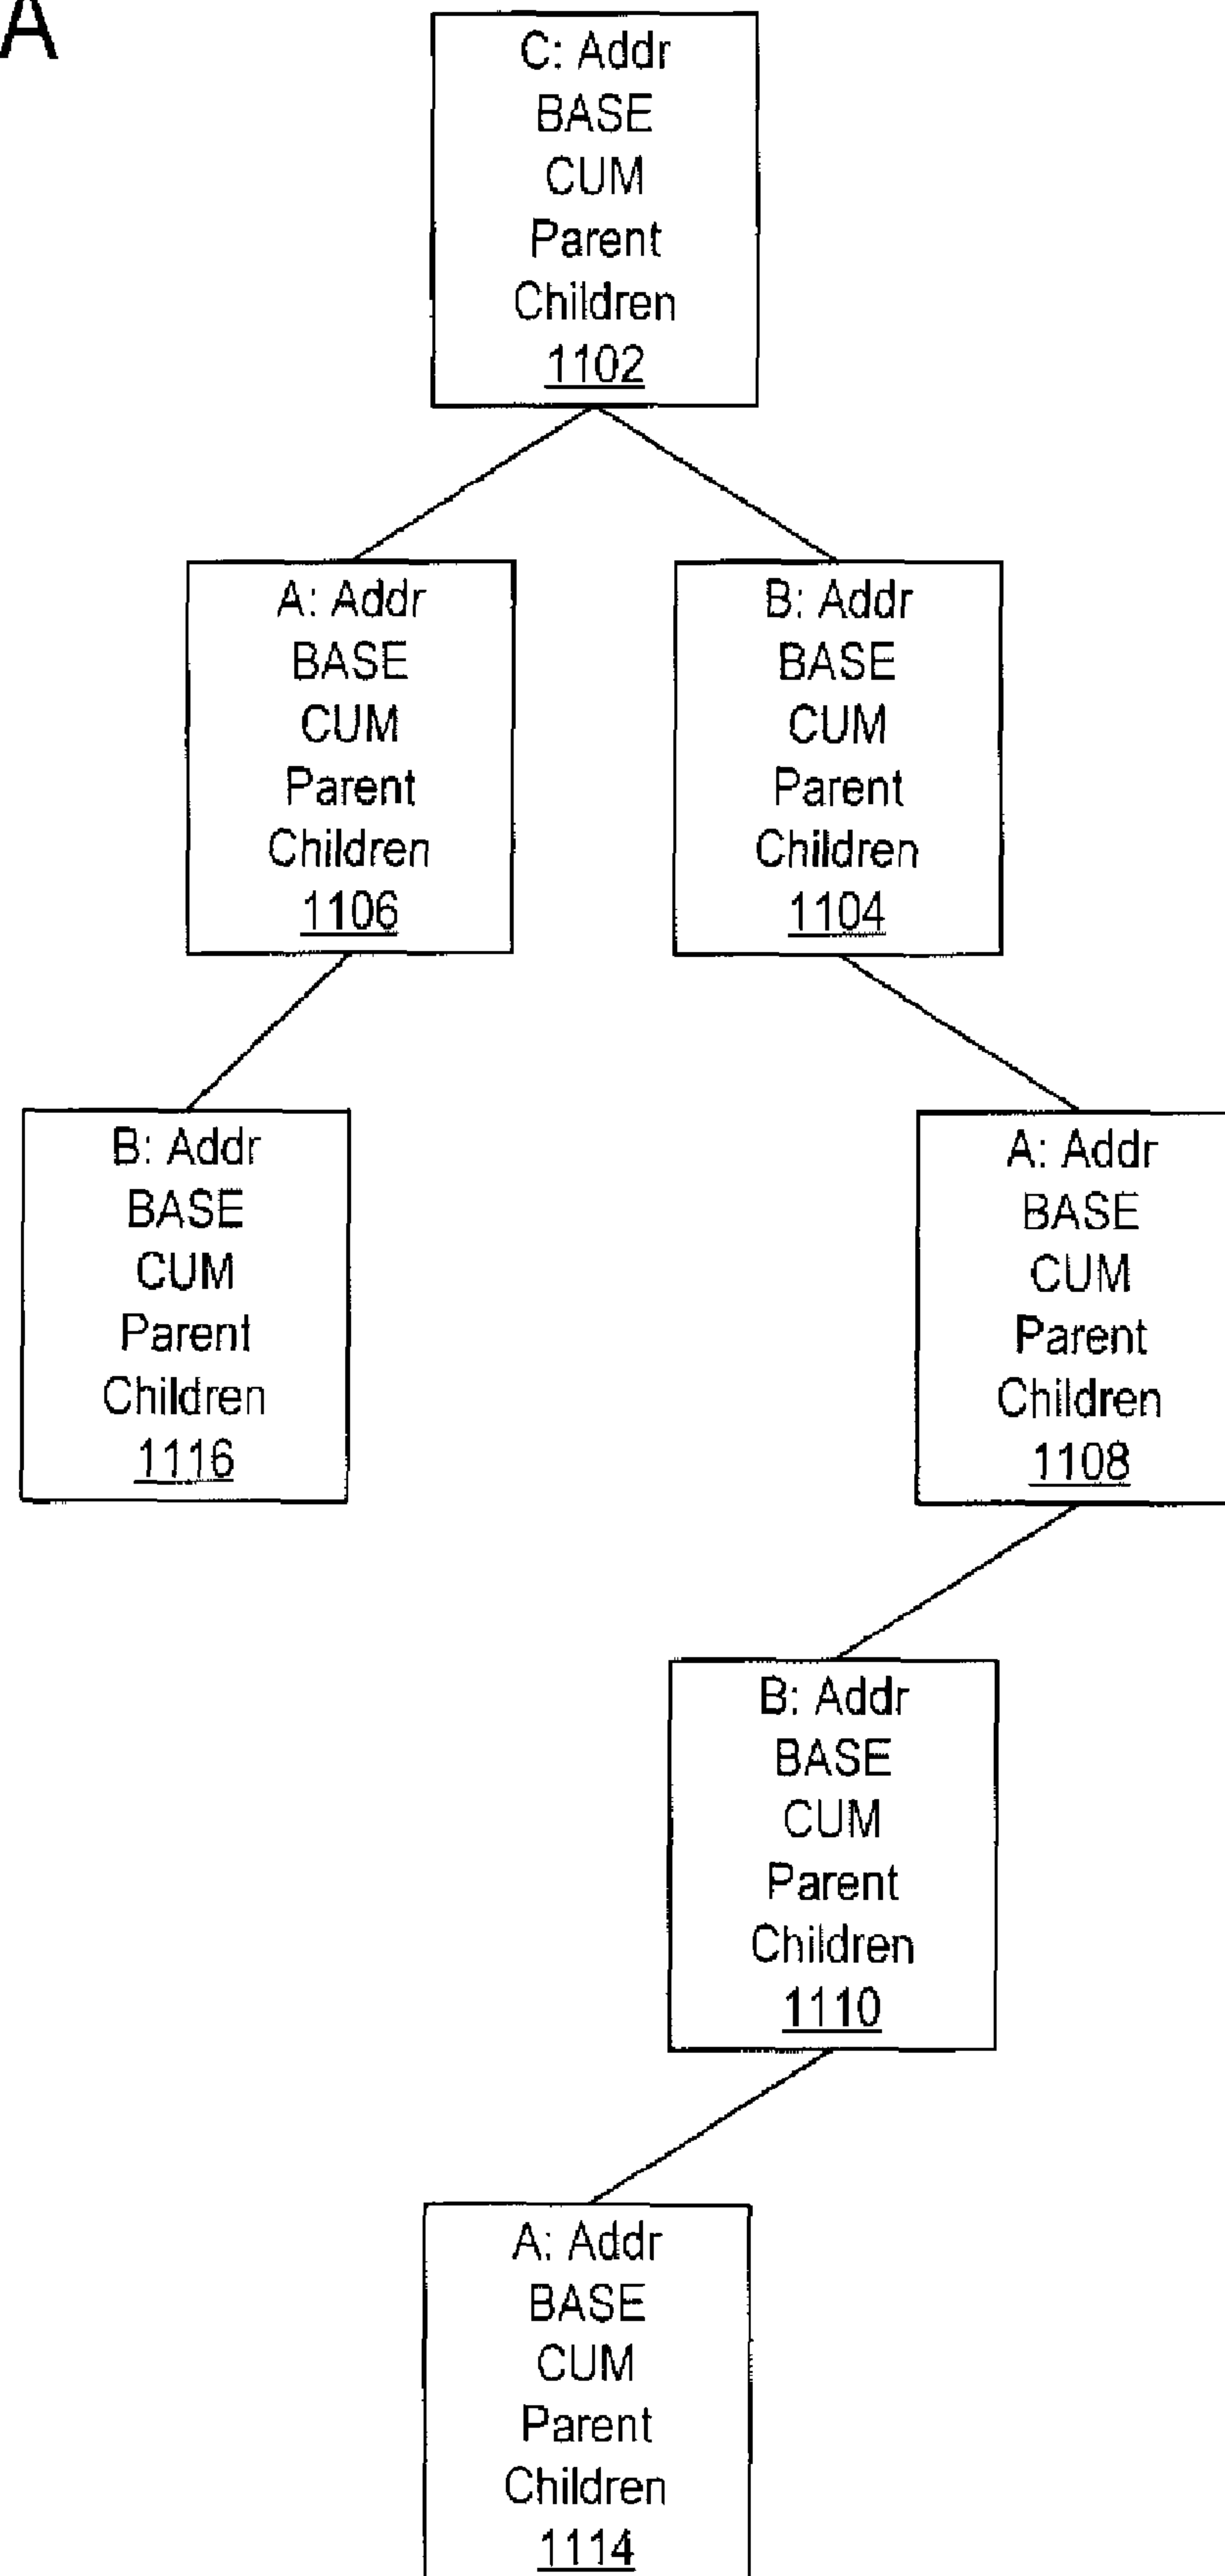 A
C: Addr
BASE
CUM
Parent
Children
1102
A: Addr
BASE
CUM
Parent
Children
1106
B: Addr
BASE
CUM
Parent
Children
1104
B: Addr
BASE
CUM
Parent
Children
1116
A: Addr
BASE
CUM
Parent
Children
1108
B: Addr
BASE
CUM
Parent
Children
1110
A: Addr
BASE
CUM
Parent
Children
1114